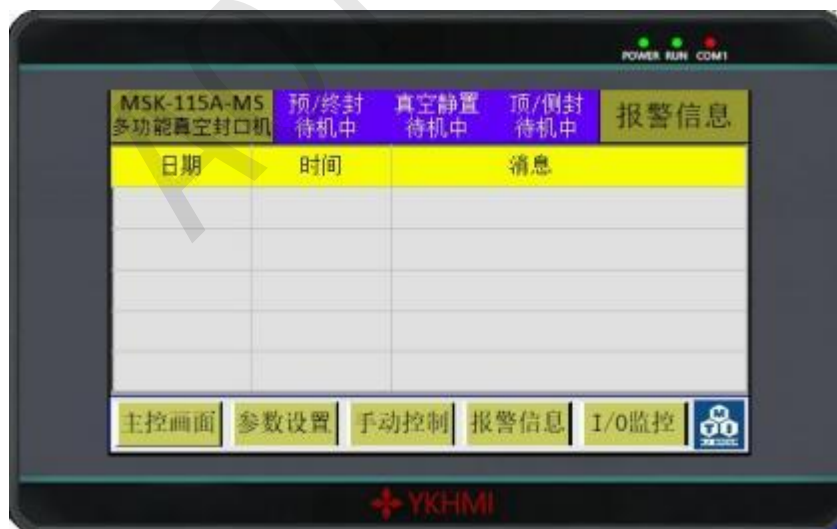 POWER RUN COM1
MSK-115A-MS
多功能真空封口机
预/终封
待机中
真空静置
待机中
顶/侧封
待机中
报警信息
日期 时间 消息
主控画面 参数设置 手动控制 报警信息 I/O监控
MTI
YKHMI